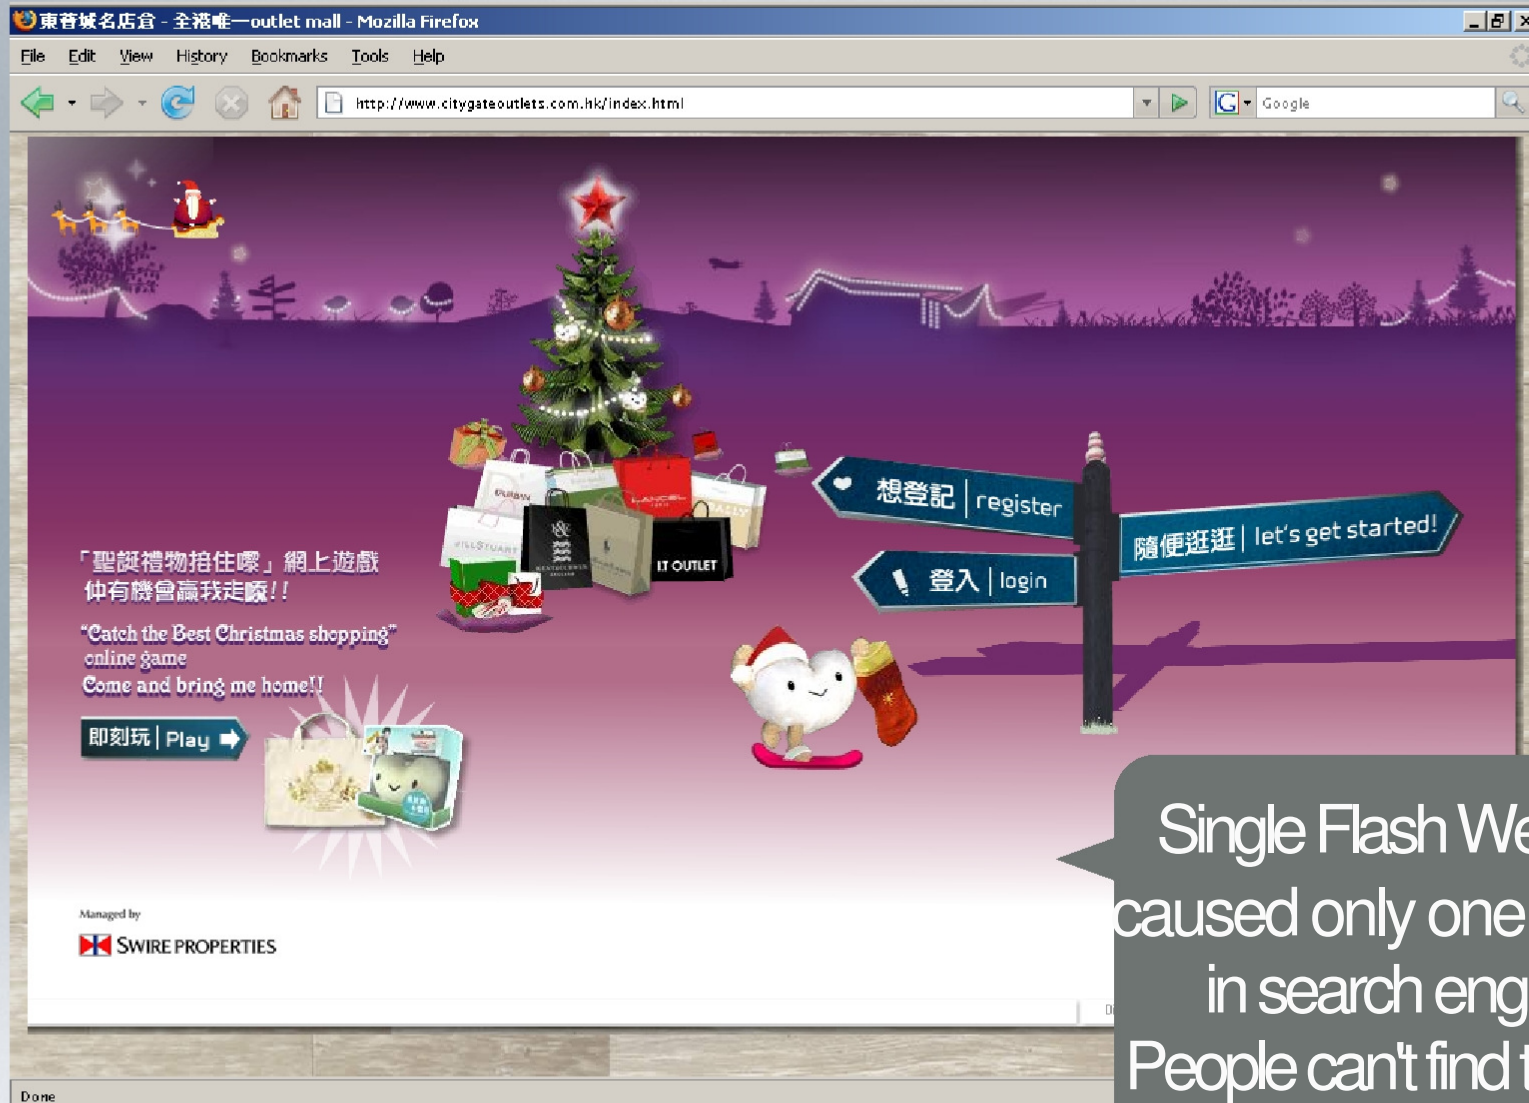 東薈城名店倉 - 全港唯一outlet mall - Mozilla Firefox
File Edit View History Bookmarks Tools Help
http://www.citygateoutlets.com.hk/index.html
Google
想登記 | register
隨便逛逛 | let's get started!
登入 | login
DURBAN
LANCEL
BALLY
JILLSTUART
I.T OUTLET
「聖誕禮物接住嚟」網上遊戲
仲有機會贏我走㗎!!
"Catch the Best Christmas shopping"
online game
Come and bring me home!!
即刻玩 | Play
Managed by
SWIRE PROPERTIES
Single Flash We
caused only one
in search eng
People can't find t
Done